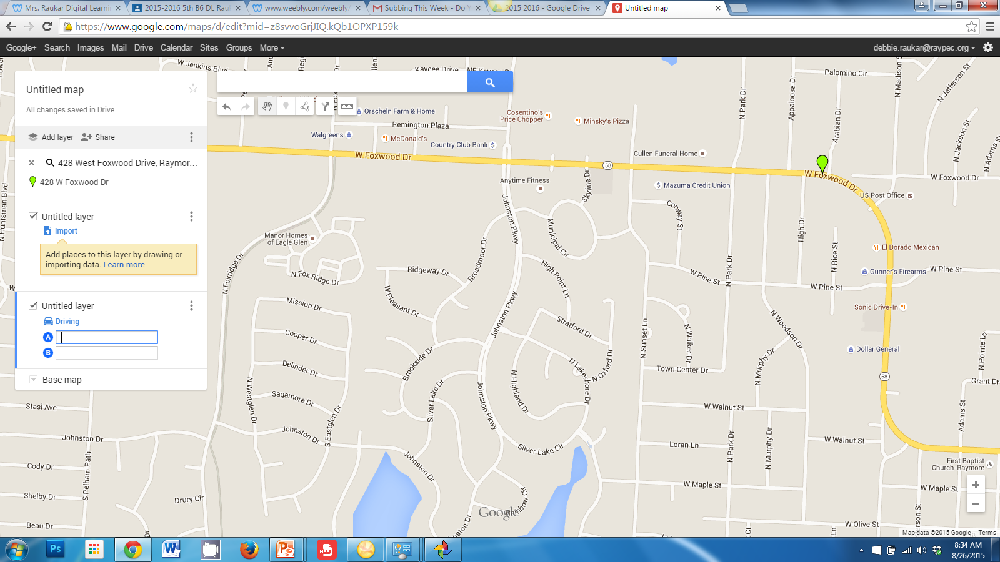 Mrs. Raukar Digital Learni
2015-2016 5th B6 DL Rauk
www.weebly.com/weebly/
Subbing This Week - Do Y
2015 2016 - Google Drive
Untitled map
https://www.google.com/maps/d/edit?mid=z8svvoGrjJIQ.kQb1OPXP159k
Google+ Search Images Mail Drive Calendar Sites Groups More
debbie.raukar@raypec.org
Untitled map
All changes saved in Drive
Add layer
Share
428 West Foxwood Drive, Raymor...
428 W Foxwood Dr
Untitled layer
Import
Add places to this layer by drawing or
importing data. Learn more
Untitled layer
Driving
A
B
Base map
W Jenkins Blvd
Kaycee Drive
NE Kaycee
Palomino Cir
N Madison S
N Jefferson St
Appaloosa Dr
Arabian Dr
N Park Dr
N Jackson St
N Adams S
Orscheln Farm & Home
Remington Plaza
Walgreens
McDonald's
Country Club Bank
Cosentino's
Price Chopper
Minsky's Pizza
Cullen Funeral Home
W Foxwood Dr
58
W Foxwood Dr
W Foxwood Dr
Anytime Fitness
Skyline Dr
Mazuma Credit Union
US Post Office
N Huntsman Blvd
Johnston Pkwy
Municipal Cir
Conway St
High Dr
Manor Homes
of Eagle Glen
Broadmoor Dr
N Rice St
El Dorado Mexican
N Foxridge Dr
N Fox Ridge Dr
Ridgeway Dr
High Point Ln
W Pine St
N Park Dr
W Pine St
Gunner's Firearms
W Pine St
W Pleasant Dr
Mission Dr
Johnston Pkwy
Sonic Drive-In
Cooper Dr
Stratford Dr
N Sunset Ln
N Walker Dr
N Woodson Dr
Dollar General
N Pointe Ln
Belinder Dr
Brookside Dr
N Lakeshore Dr
N Oxford Dr
Town Center Dr
N Murphy Dr
58
Grant Dr
N Westglen Dr
Sagamore Dr
Silver Lake Dr
Johnston Pkwy
N Highland Dr
W Walnut St
Adams St
Stasi Ave
Johnston Dr
Johnston Dr
S Eastglen Dr
Silver Lake Cir
Loran Ln
N Park Dr
N Murphy Dr
W Walnut St
Cody Dr
S Pelham Path
Johnston Dr
First Baptist
Church-Raymore
W Maple St
W Maple St
Shelby Dr
Drury Cir
Rainbow Cir
Johnston Dr
Google
Beau Dr
W Olive St
Map data ©2015 Google
Terms
Ps
W
P
MP3
8:34 AM
8/26/2015